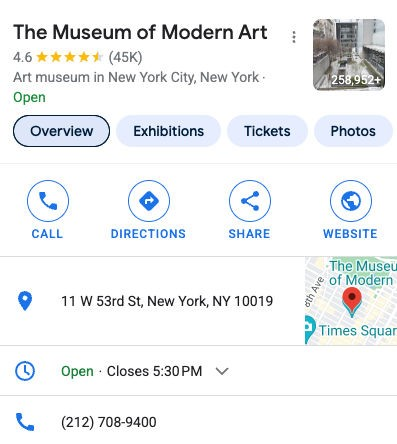 The Museum of Modern Art
4.6 (45K)
Art museum in New York City, New York ·
Open
258,952+
Overview Exhibitions Tickets Photos
CALL DIRECTIONS SHARE WEBSITE
11 W 53rd St, New York, NY 10019
The Museu
of Modern
8th Ave
Times Squar
Open · Closes 5:30 PM
(212) 708-9400